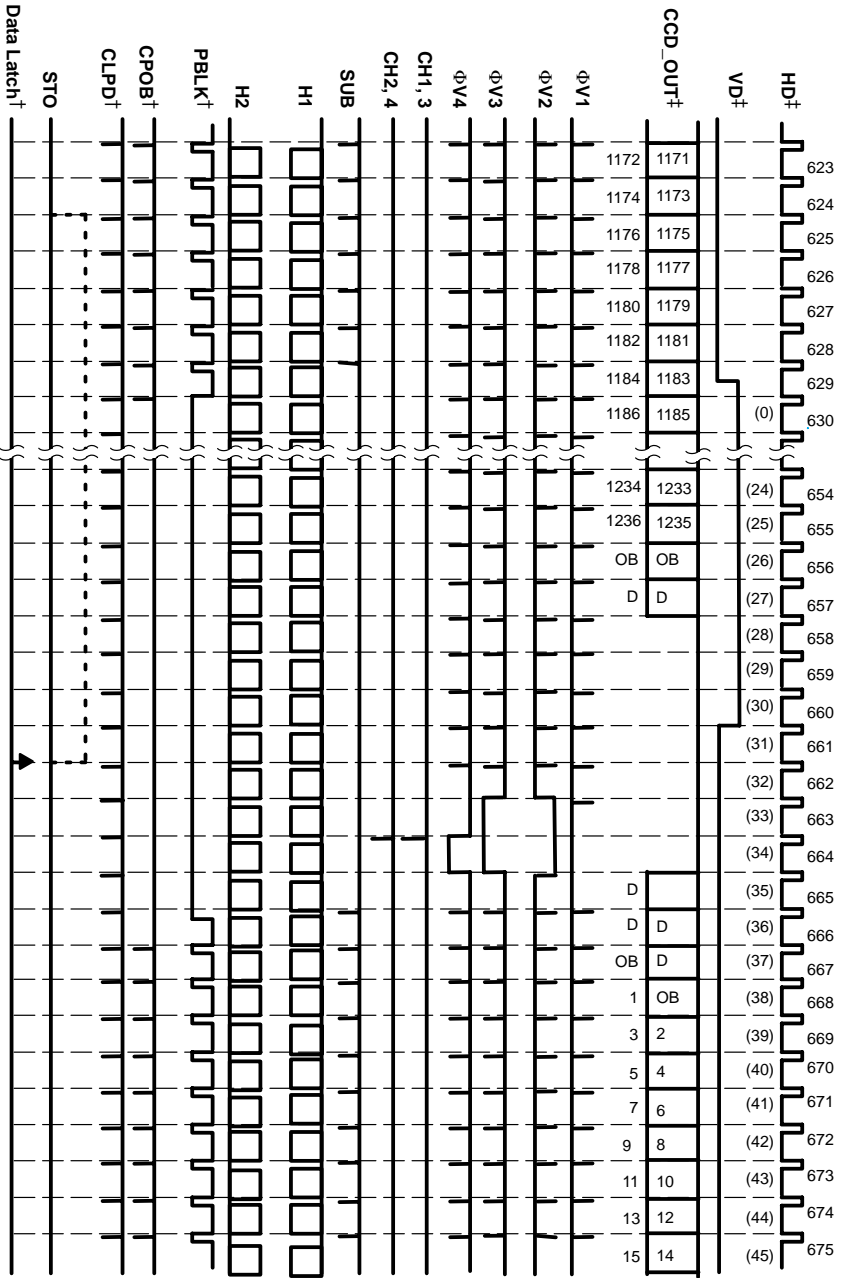 Data Latch†
STO
CLPD†
CPOB†
PBLK†
H2
H1
SUB
CH2, 4
CH1, 3
ΦV4
ΦV3
ΦV2
ΦV1
CCD_OUT‡
VD‡
HD‡
1172 1171 623
1174 1173 624
1176 1175 625
1178 1177 626
1180 1179 627
1182 1181 628
1184 1183 629
1186 1185 (0) 630
1234 1233 (24) 654
1236 1235 (25) 655
OB OB (26) 656
D D (27) 657
(28) 658
(29) 659
(30) 660
(31) 661
(32) 662
(33) 663
(34) 664
D (35) 665
D D (36) 666
OB D (37) 667
1 OB (38) 668
3 2 (39) 669
5 4 (40) 670
7 6 (41) 671
9 8 (42) 672
11 10 (43) 673
13 12 (44) 674
15 14 (45) 675